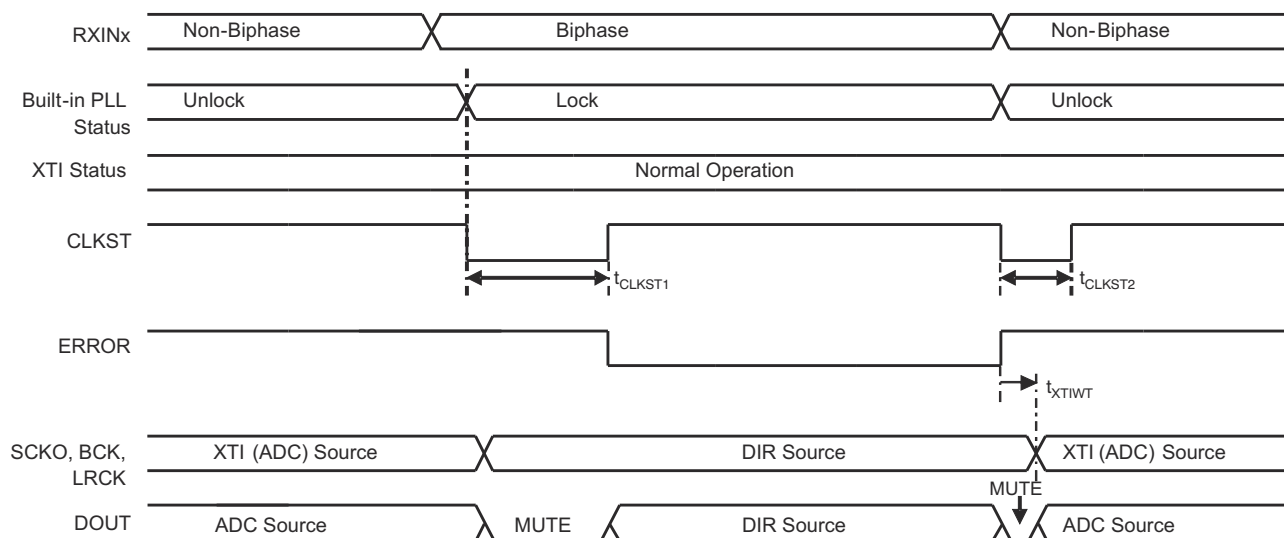 RXINx Non-Biphase Biphase Non-Biphase
Built-in PLL
Status Unlock Lock Unlock
XTI Status Normal Operation
CLKST
tCLKST1 tCLKST2
ERROR
tXTIWT
SCKO, BCK,
LRCK XTI (ADC) Source DIR Source XTI (ADC) Source
MUTE
DOUT ADC Source MUTE DIR Source ADC Source